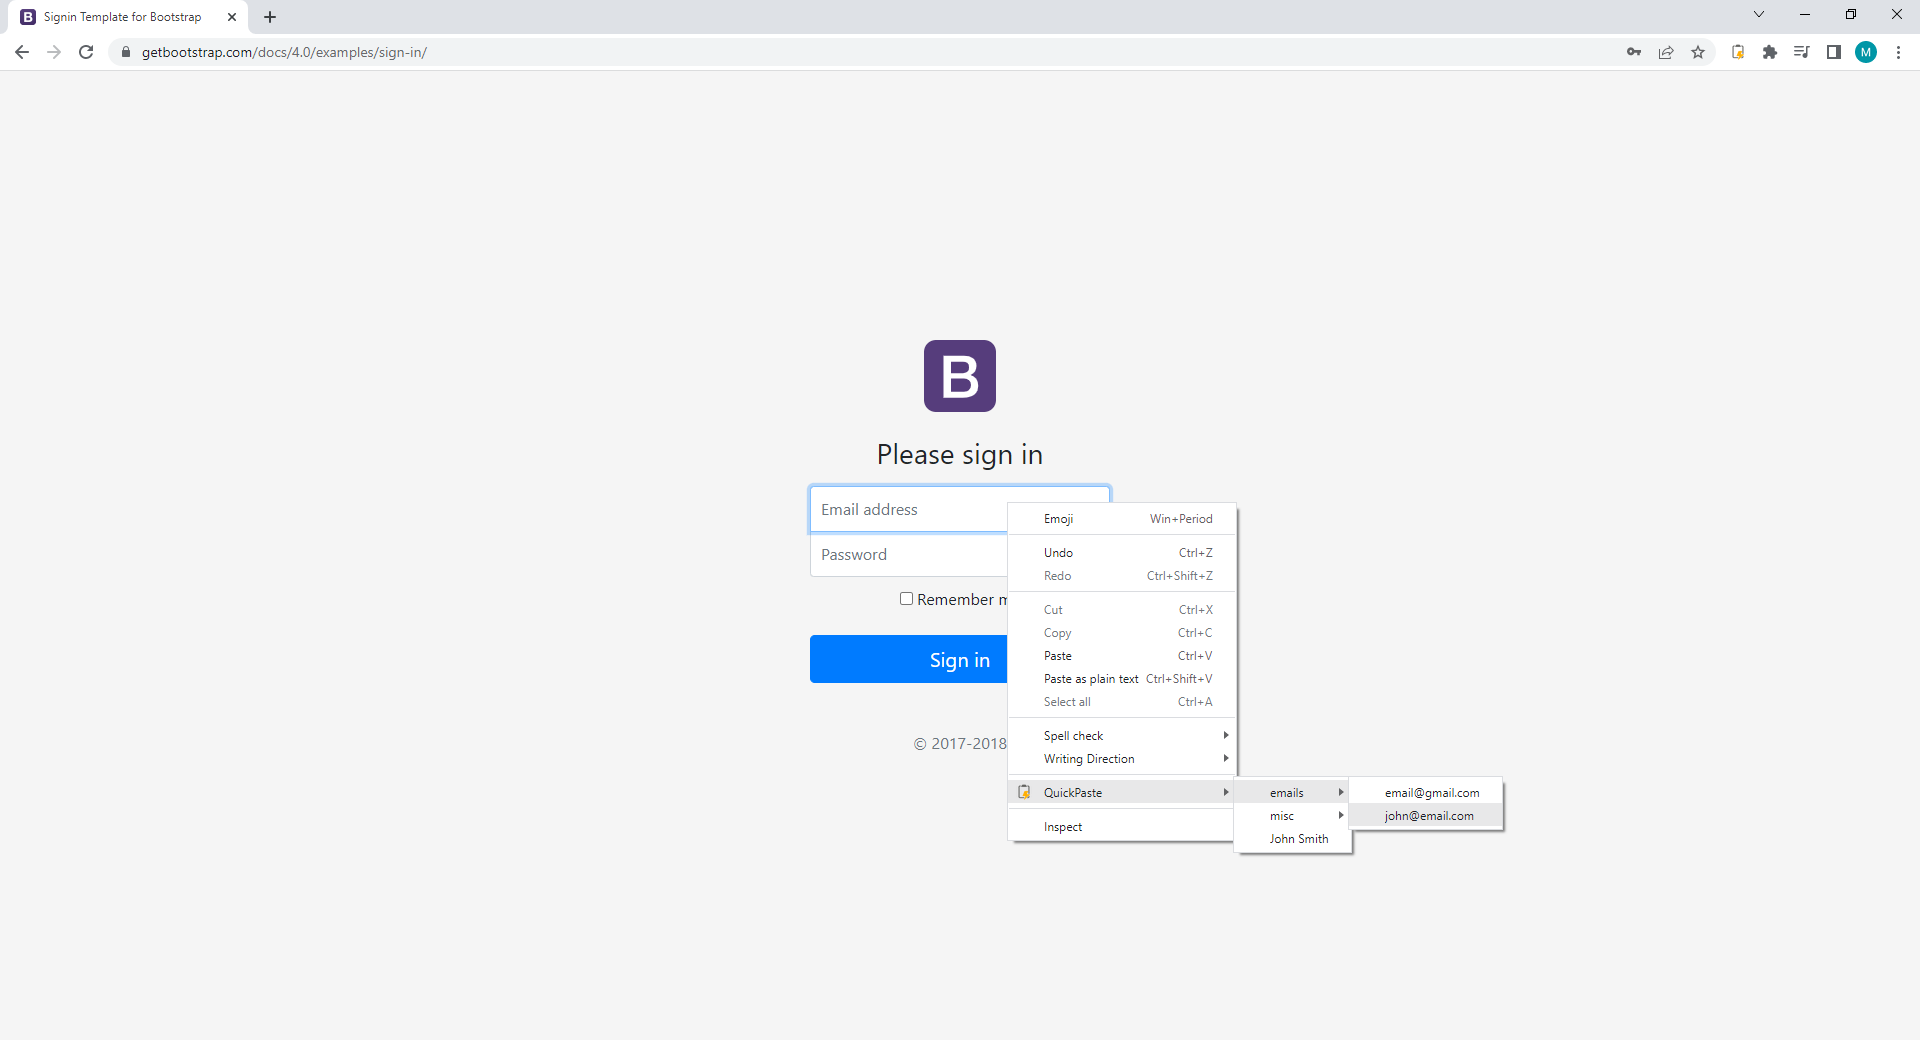 Signin Template for Bootstrap
getbootstrap.com/docs/4.0/examples/sign-in/
M
B
Please sign in
Email address
Password
Remember m
Sign in
© 2017-2018
Emoji Win+Period
Undo Ctrl+Z
Redo Ctrl+Shift+Z
Cut Ctrl+X
Copy Ctrl+C
Paste Ctrl+V
Paste as plain text Ctrl+Shift+V
Select all Ctrl+A
Spell check
Writing Direction
QuickPaste
Inspect
emails
misc
John Smith
email@gmail.com
john@email.com